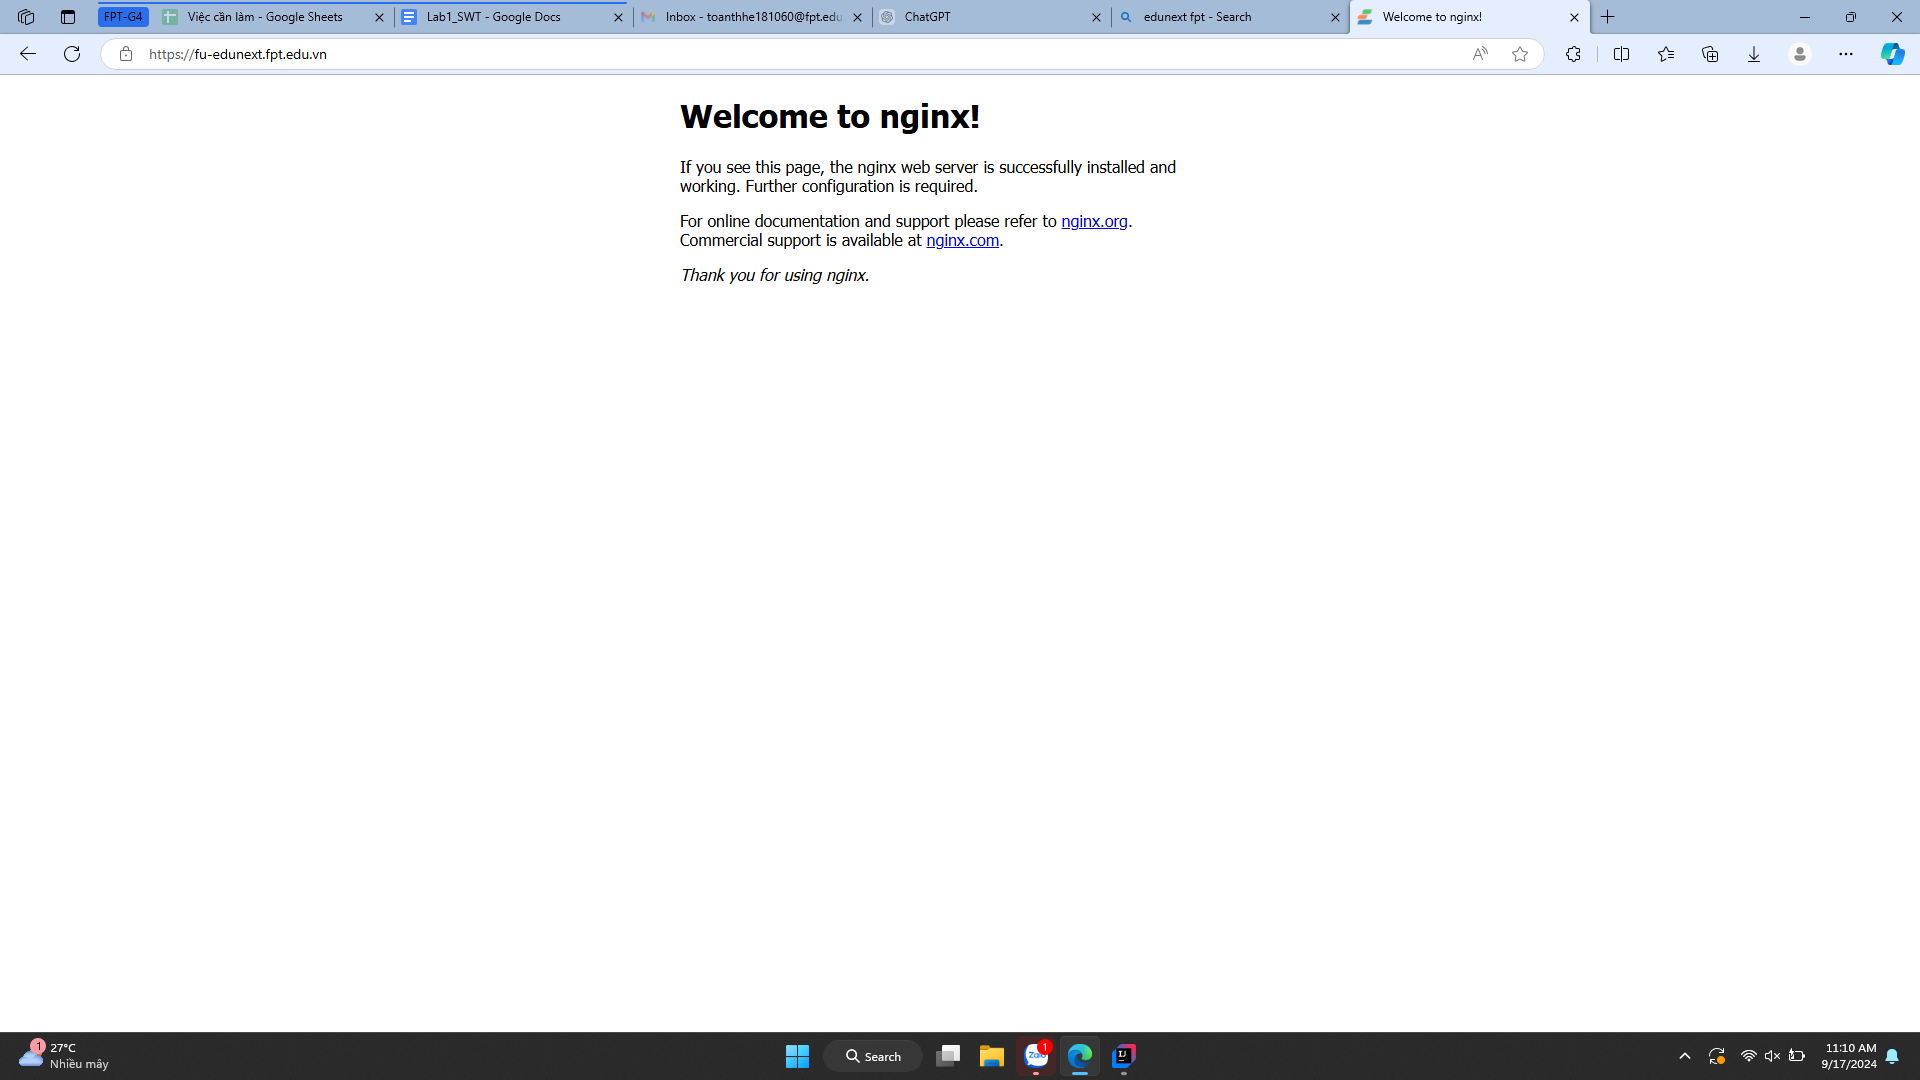 FPT-G4
Việc cần làm - Google Sheets
Lab1_SWT - Google Docs
Inbox - toanthhe181060@fpt.edu
ChatGPT
edunext fpt - Search
Welcome to nginx!
https://fu-edunext.fpt.edu.vn
Welcome to nginx!
If you see this page, the nginx web server is successfully installed and
working. Further configuration is required.
For online documentation and support please refer to nginx.org.
Commercial support is available at nginx.com.
Thank you for using nginx.
1
27°C
Nhiều mây
Search
Zalo
1
IJ
11:10 AM
9/17/2024